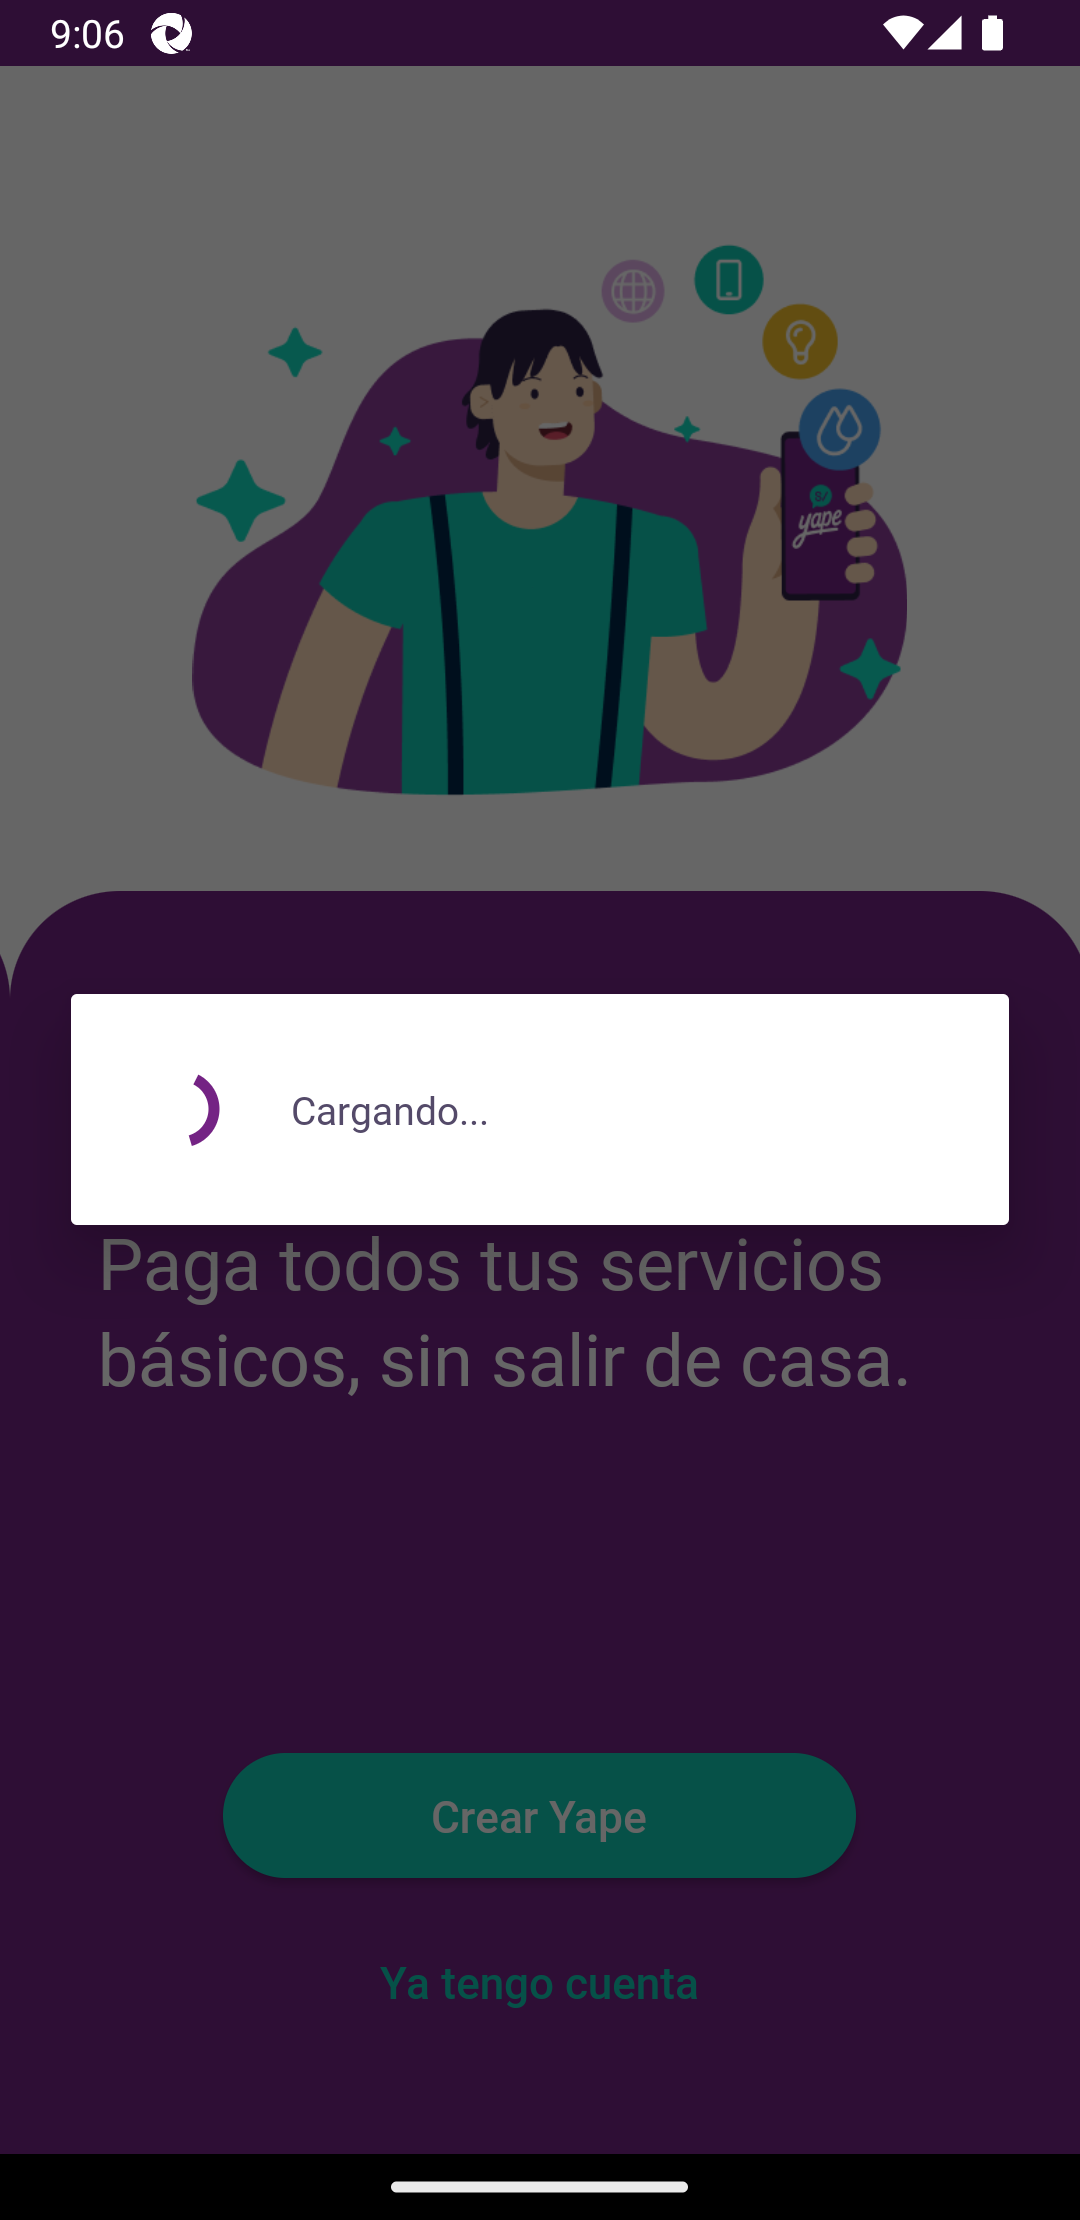 9:06
S/
yape
Cargando...
Paga todos tus servicios
básicos, sin salir de casa.
Crear Yape
Ya tengo cuenta